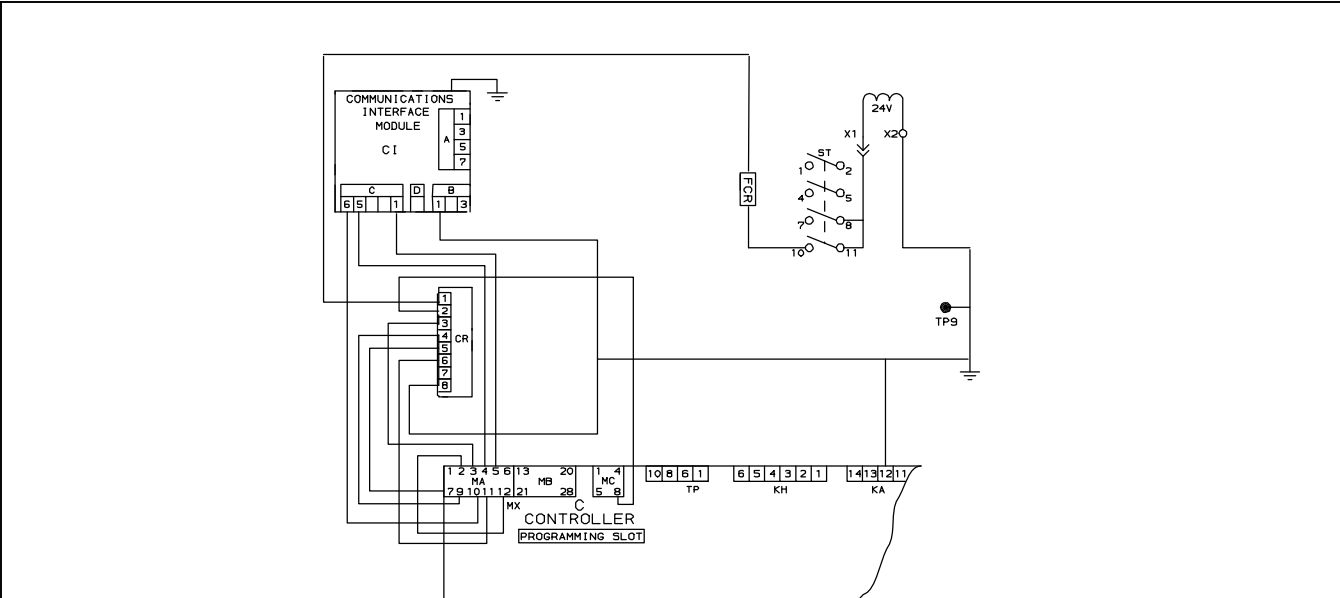 COMMUNICATIONS
INTERFACE
MODULE
CI
A
1
3
5
7
C
D
B
6 5 1
1 3
24V
X1
X2
ST
1 2
4 5
7 8
10 11
FCR
TP9
1
2
3
4
5
6
7
8
CR
1 2 3 4 5 6 13 20
MA
MB
7 9 10 11 12 21 28
MX
1 4
MC
5 8
10 8 6 1
TP
6 5 4 3 2 1
KH
14 13 12 11
KA
C
CONTROLLER
PROGRAMMING SLOT